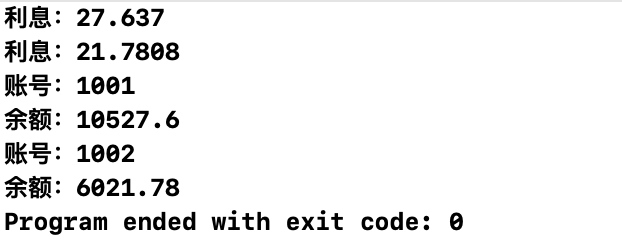 利息：27.637
利息：21.7808
账号：1001
余额：10527.6
账号：1002
余额：6021.78
Program ended with exit code: 0